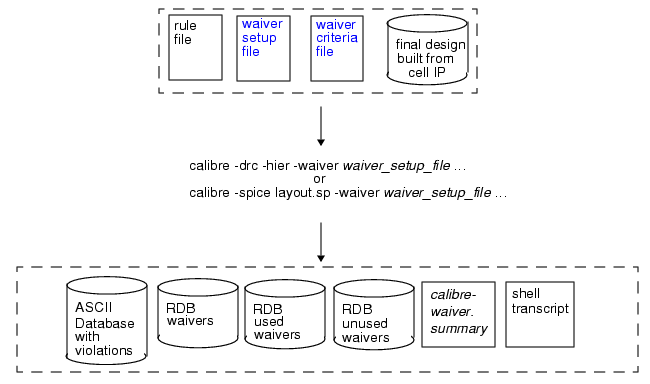 rule
file
waiver
setup
file
waiver
criteria
file
final design
built from
cell IP
calibre -drc -hier -waiver waiver_setup_file ...
or
calibre -spice layout.sp -waiver waiver_setup_file ...
ASCII
Database
with
violations
RDB
waivers
RDB
used
waivers
RDB
unused
waivers
calibre-
waiver.
summary
shell
transcript